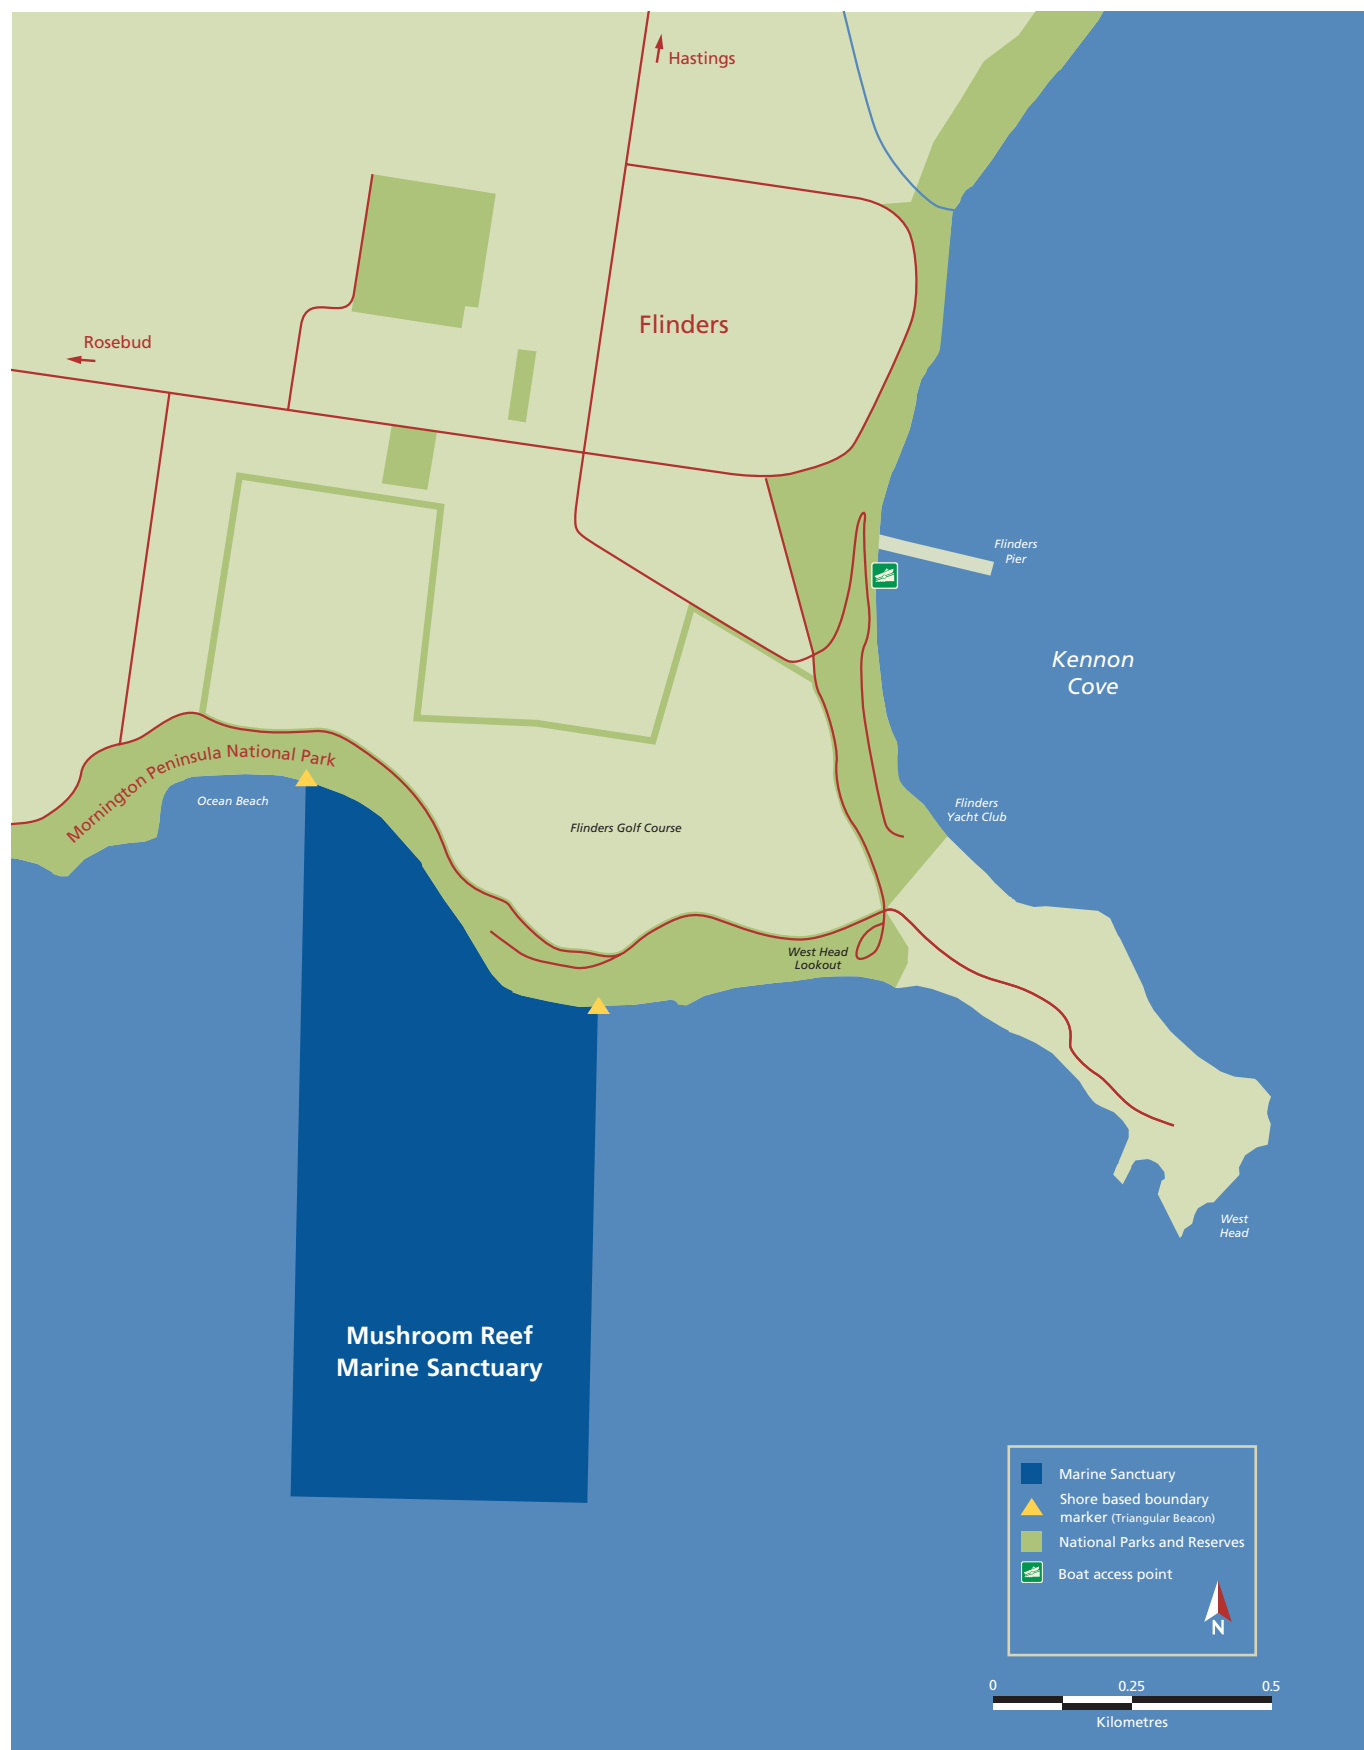 Hastings
Flinders
Rosebud
Flinders
Pier
Kennon
Cove
Mornington Peninsula National Park
Ocean Beach
Flinders
Yacht Club
Flinders Golf Course
West Head
Lookout
West
Head
Mushroom Reef
Marine Sanctuary
Marine Sanctuary
Shore based boundary
marker (Triangular Beacon)
National Parks and Reserves
Boat access point
N
0 0.25 0.5
Kilometres